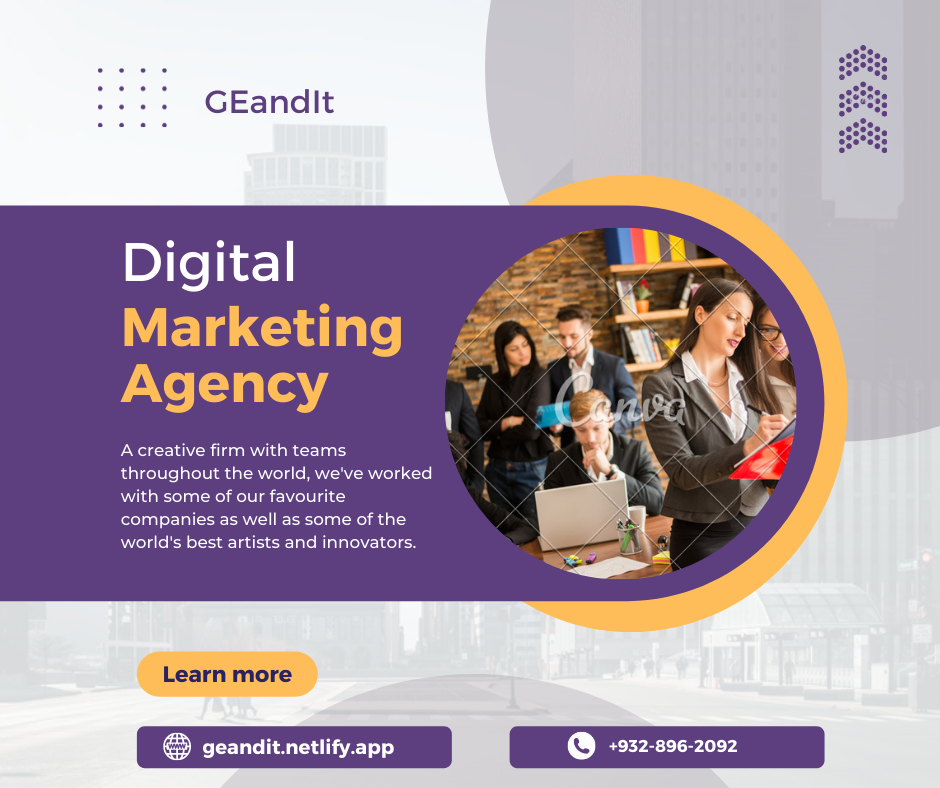 GEandIt
Digital
Marketing
Agency
A creative firm with teams
throughout the world, we've worked
with some of our favourite
companies as well as some of the
world's best artists and innovators.
Canva
Learn more
www
geandit.netlify.app
+932-896-2092